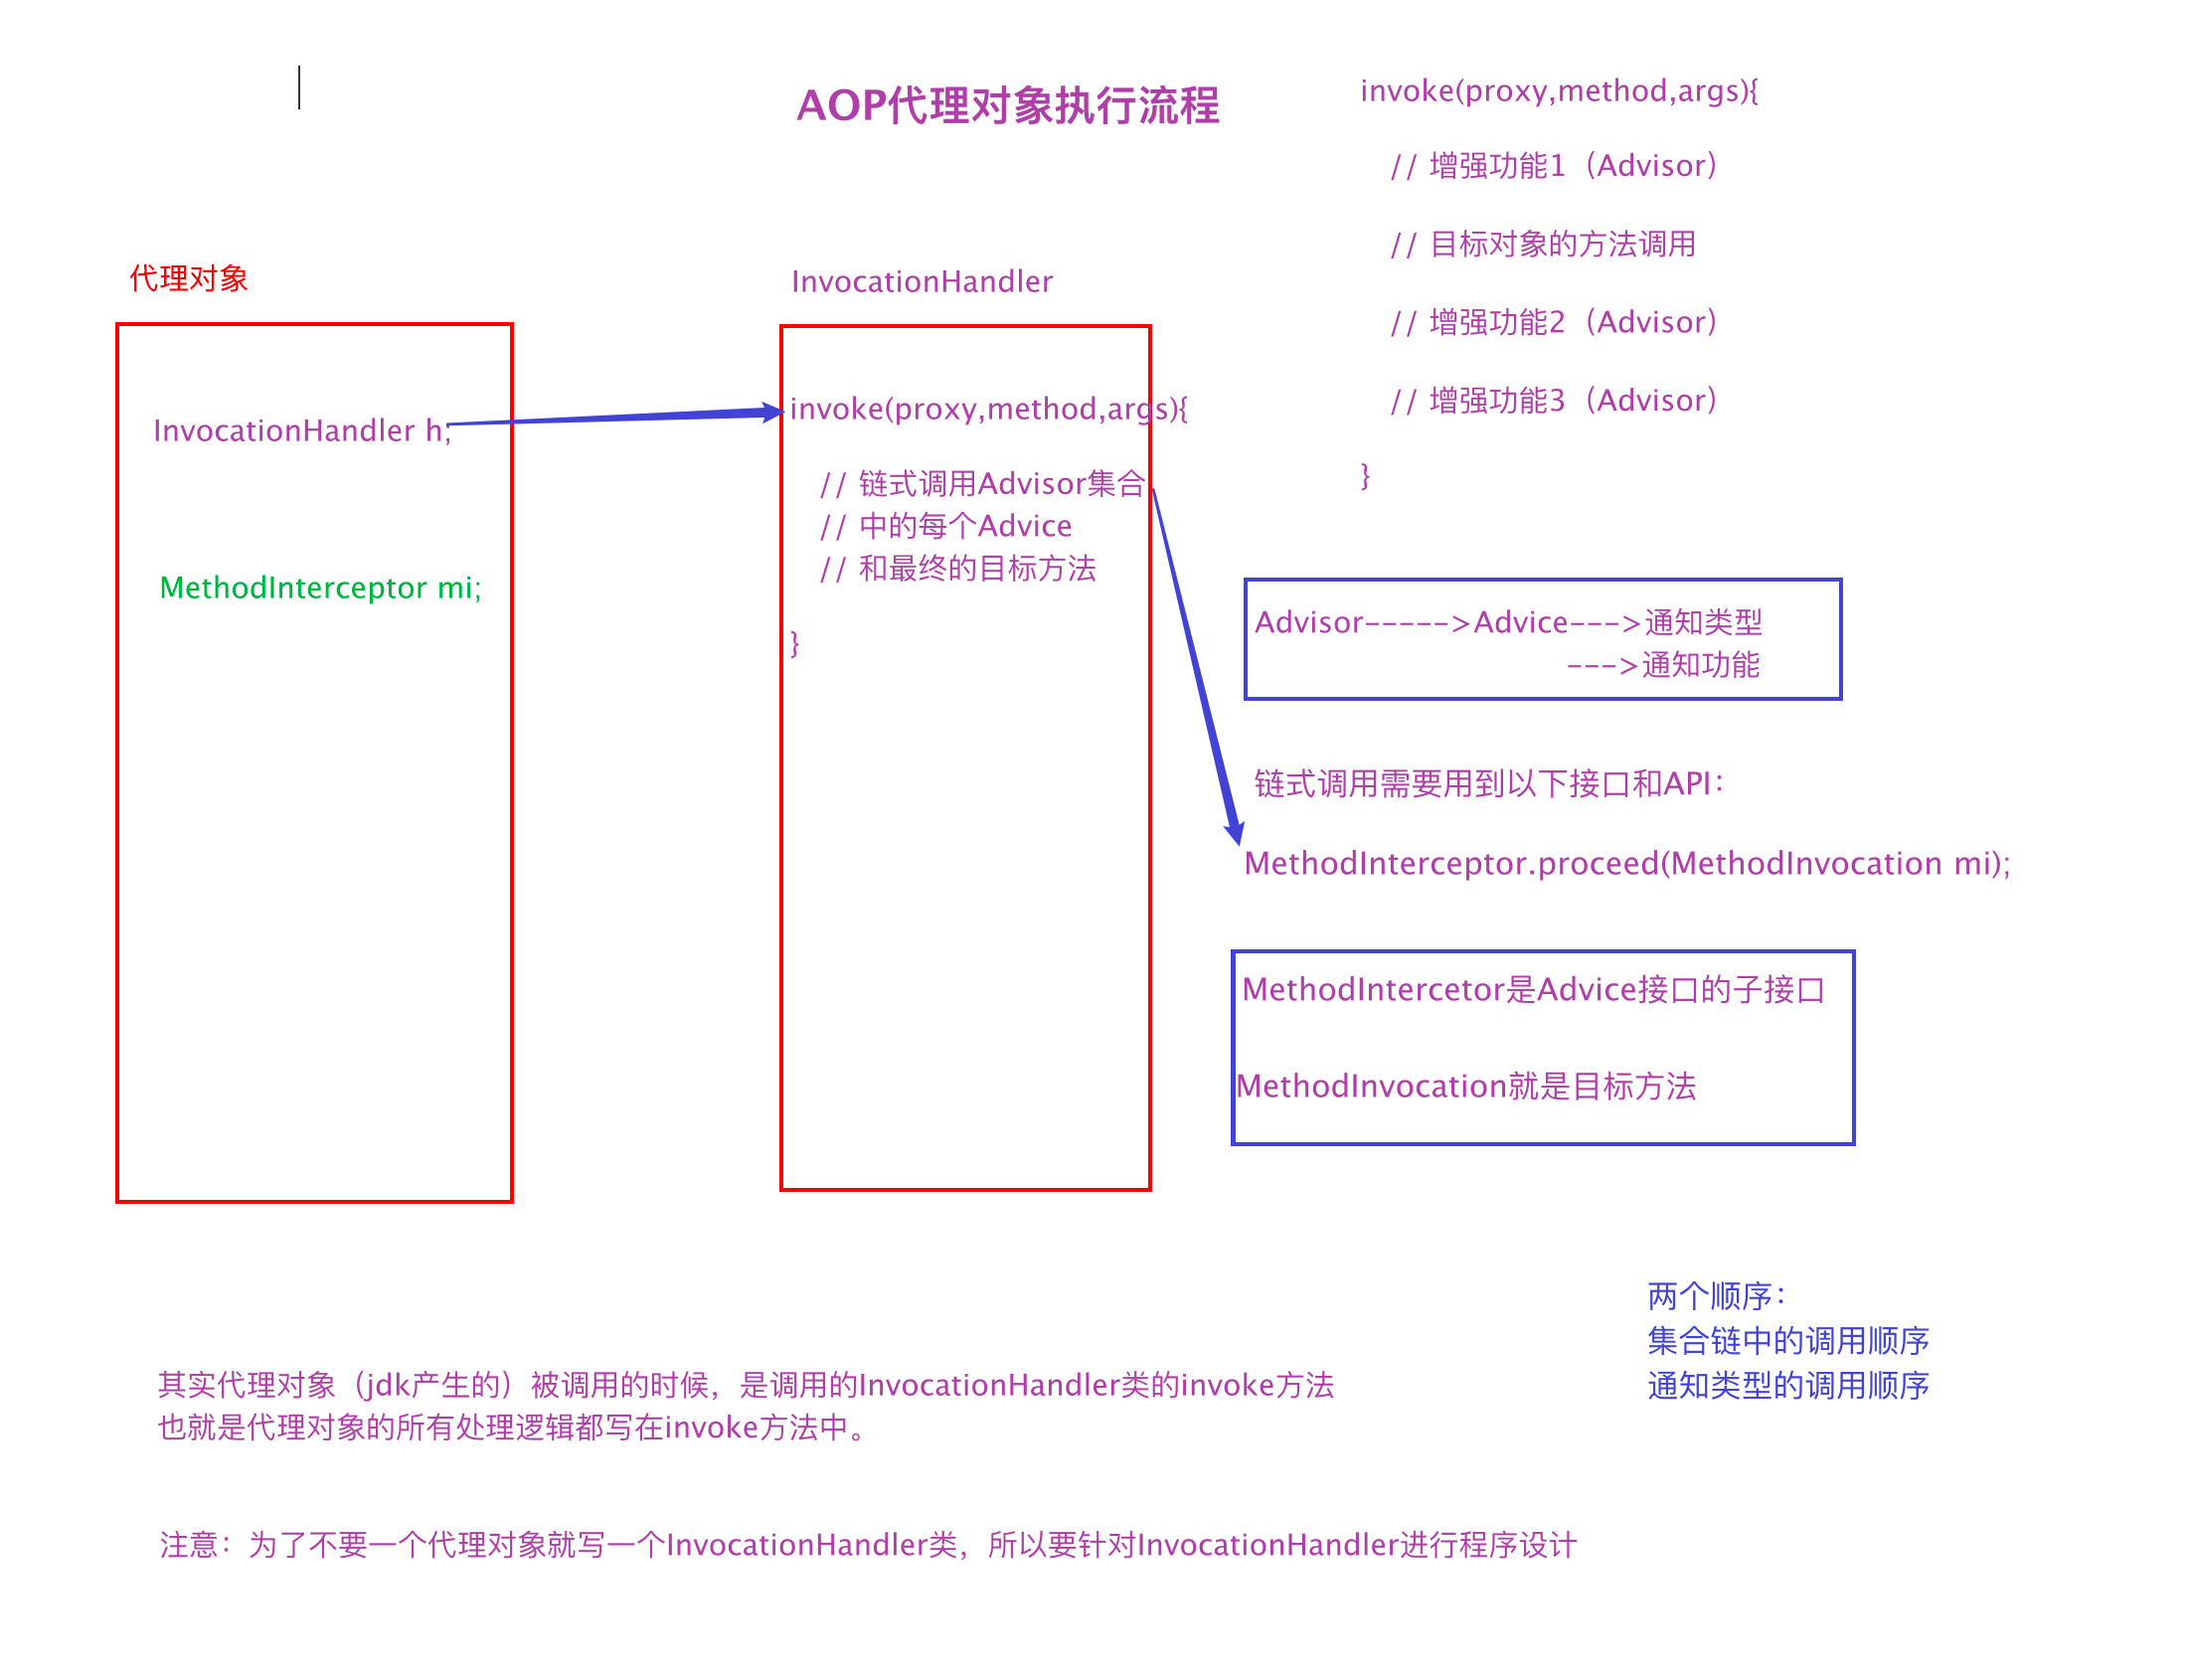 AOP代理对象执行流程
invoke(proxy,method,args){
// 增强功能1（Advisor）
// 目标对象的方法调用
// 增强功能2（Advisor）
// 增强功能3（Advisor）
}
代理对象
InvocationHandler h;
MethodInterceptor mi;
InvocationHandler
invoke(proxy,method,args){
// 链式调用Advisor集合
// 中的每个Advice
// 和最终的目标方法
}
Advisor----->Advice--->通知类型
--->通知功能
链式调用需要用到以下接口和API：
MethodInterceptor.proceed(MethodInvocation mi);
MethodIntercetor是Advice接口的子接口
MethodInvocation就是目标方法
两个顺序：
集合链中的调用顺序
通知类型的调用顺序
其实代理对象（jdk产生的）被调用的时候，是调用的InvocationHandler类的invoke方法
也就是代理对象的所有处理逻辑都写在invoke方法中。
注意：为了不要一个代理对象就写一个InvocationHandler类，所以要针对InvocationHandler进行程序设计